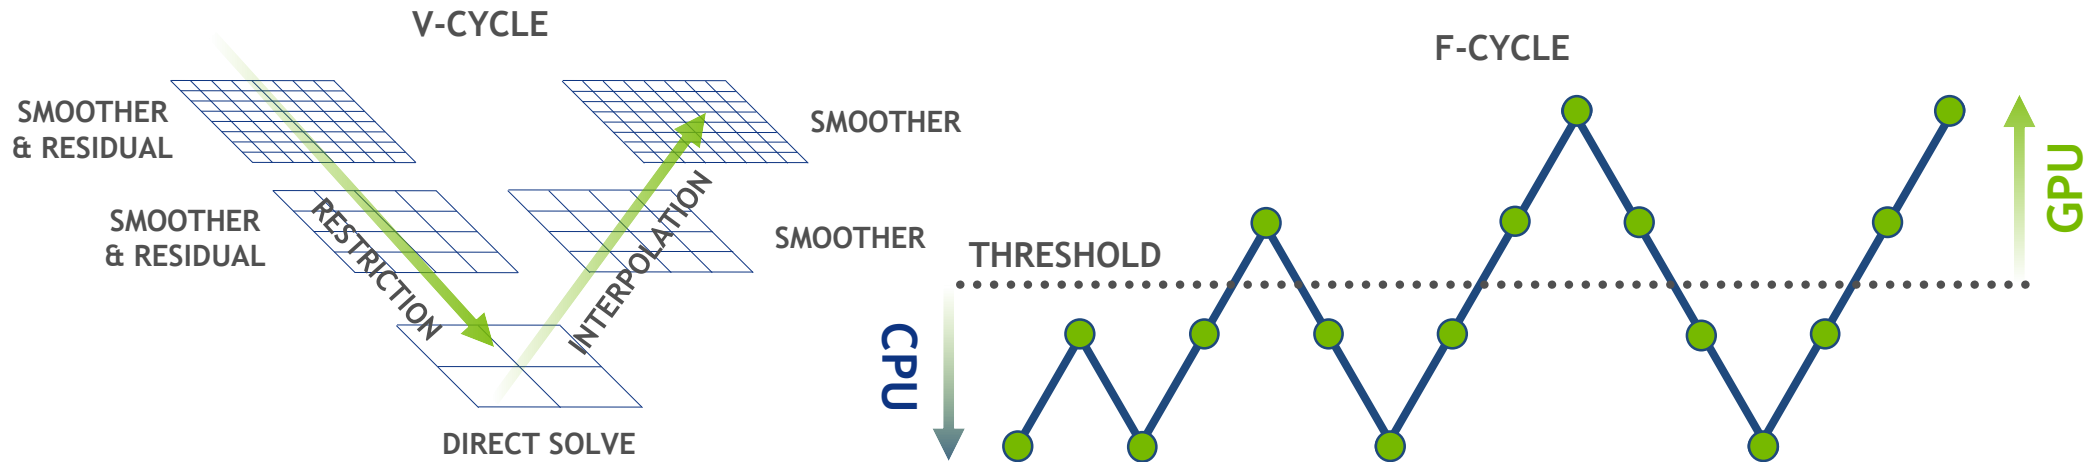 V-CYCLE
SMOOTHER
& RESIDUAL
SMOOTHER
SMOOTHER
& RESIDUAL
SMOOTHER
RESTRICTION
INTERPOLATION
DIRECT SOLVE
F-CYCLE
THRESHOLD
CPU
GPU